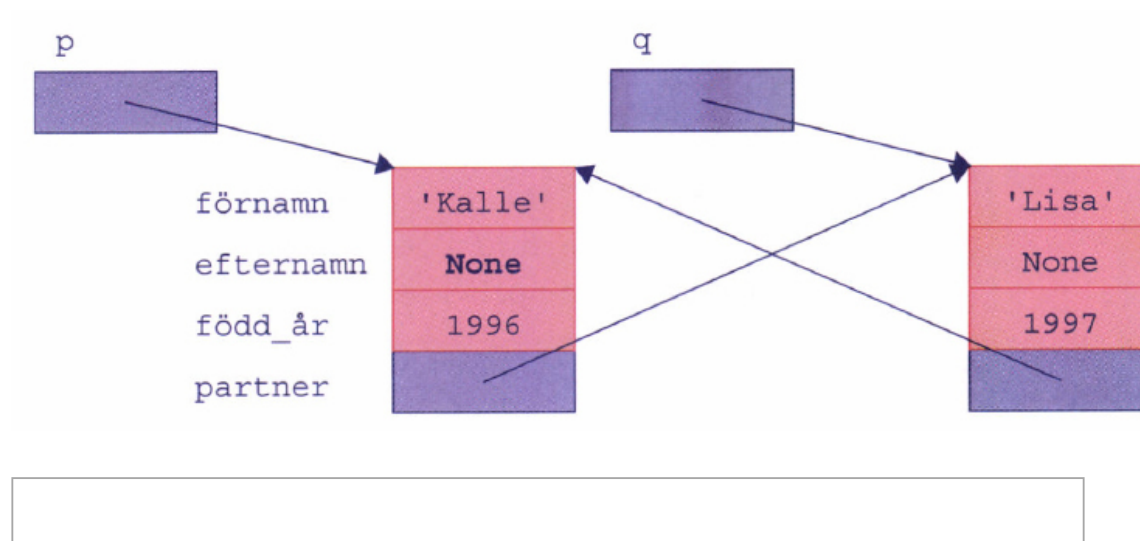 p q
förnamn 'Kalle' 'Lisa'
efternamn None None
född_år 1996 1997
partner